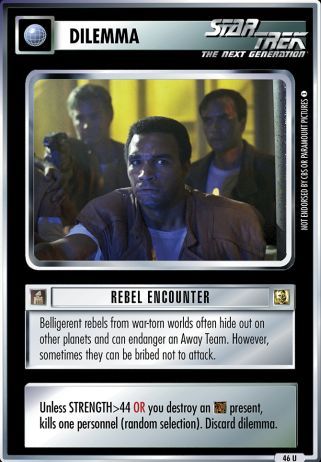 DILEMMA
STAR TREK
THE NEXT GENERATION
NOT ENDORSED BY CBS OR PARAMOUNT PICTURES
REBEL ENCOUNTER
Belligerent rebels from war-torn worlds often hide out on
other planets and can endanger an Away Team. However,
sometimes they can be bribed not to attack.
Unless STRENGTH>44 OR you destroy an present,
kills one personnel (random selection). Discard dilemma.
46 U